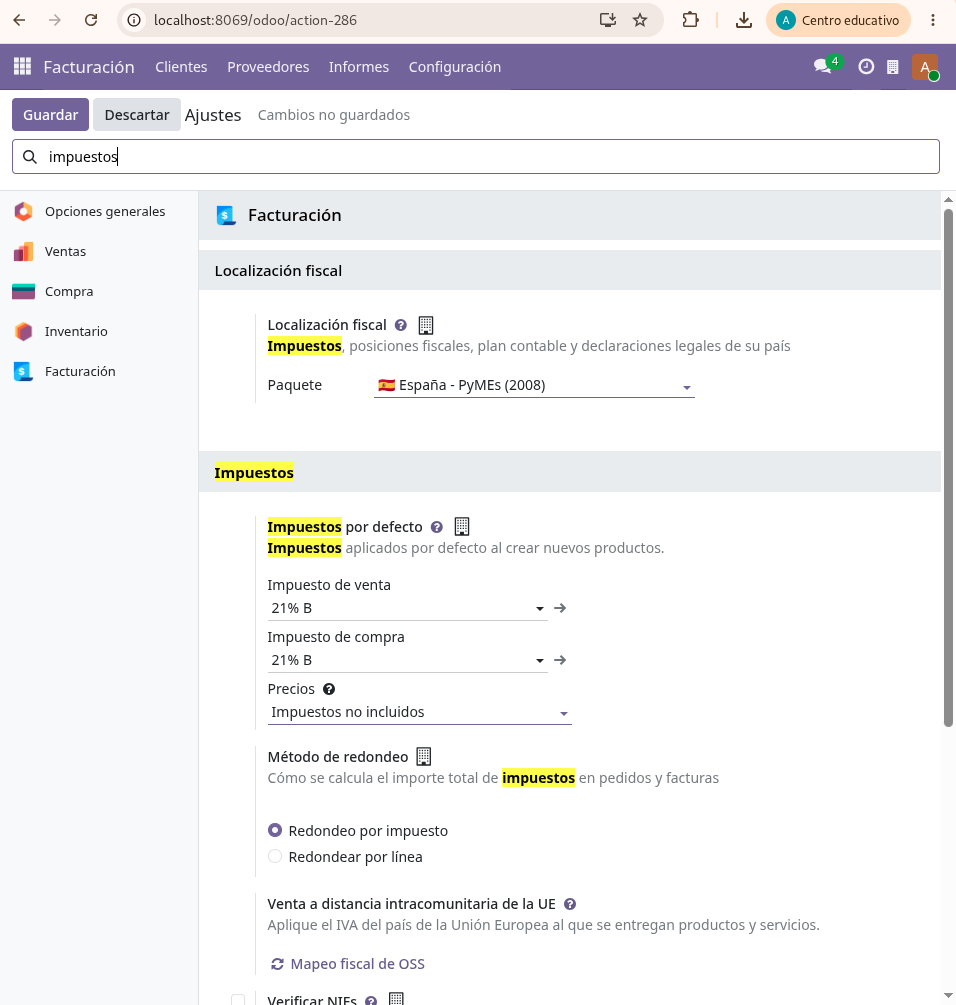 localhost:8069/odoo/action-286
A
Centro educativo
Facturación
Clientes
Proveedores
Informes
Configuración
4
A
Guardar
Descartar
Ajustes
Cambios no guardados
impuestos
Opciones generales
Ventas
Compra
Inventario
Facturación
$
Facturación
Localización fiscal
Localización fiscal ?
Impuestos, posiciones fiscales, plan contable y declaraciones legales de su país
Paquete
España - PyMEs (2008)
Impuestos
Impuestos por defecto ?
Impuestos aplicados por defecto al crear nuevos productos.
Impuesto de venta
21% B
Impuesto de compra
21% B
Precios ?
Impuestos no incluidos
Método de redondeo
Cómo se calcula el importe total de impuestos en pedidos y facturas
Redondeo por impuesto
Redondear por línea
Venta a distancia intracomunitaria de la UE ?
Aplique el IVA del país de la Unión Europea al que se entregan productos y servicios.
Mapeo fiscal de OSS
Verificar NIFs ?